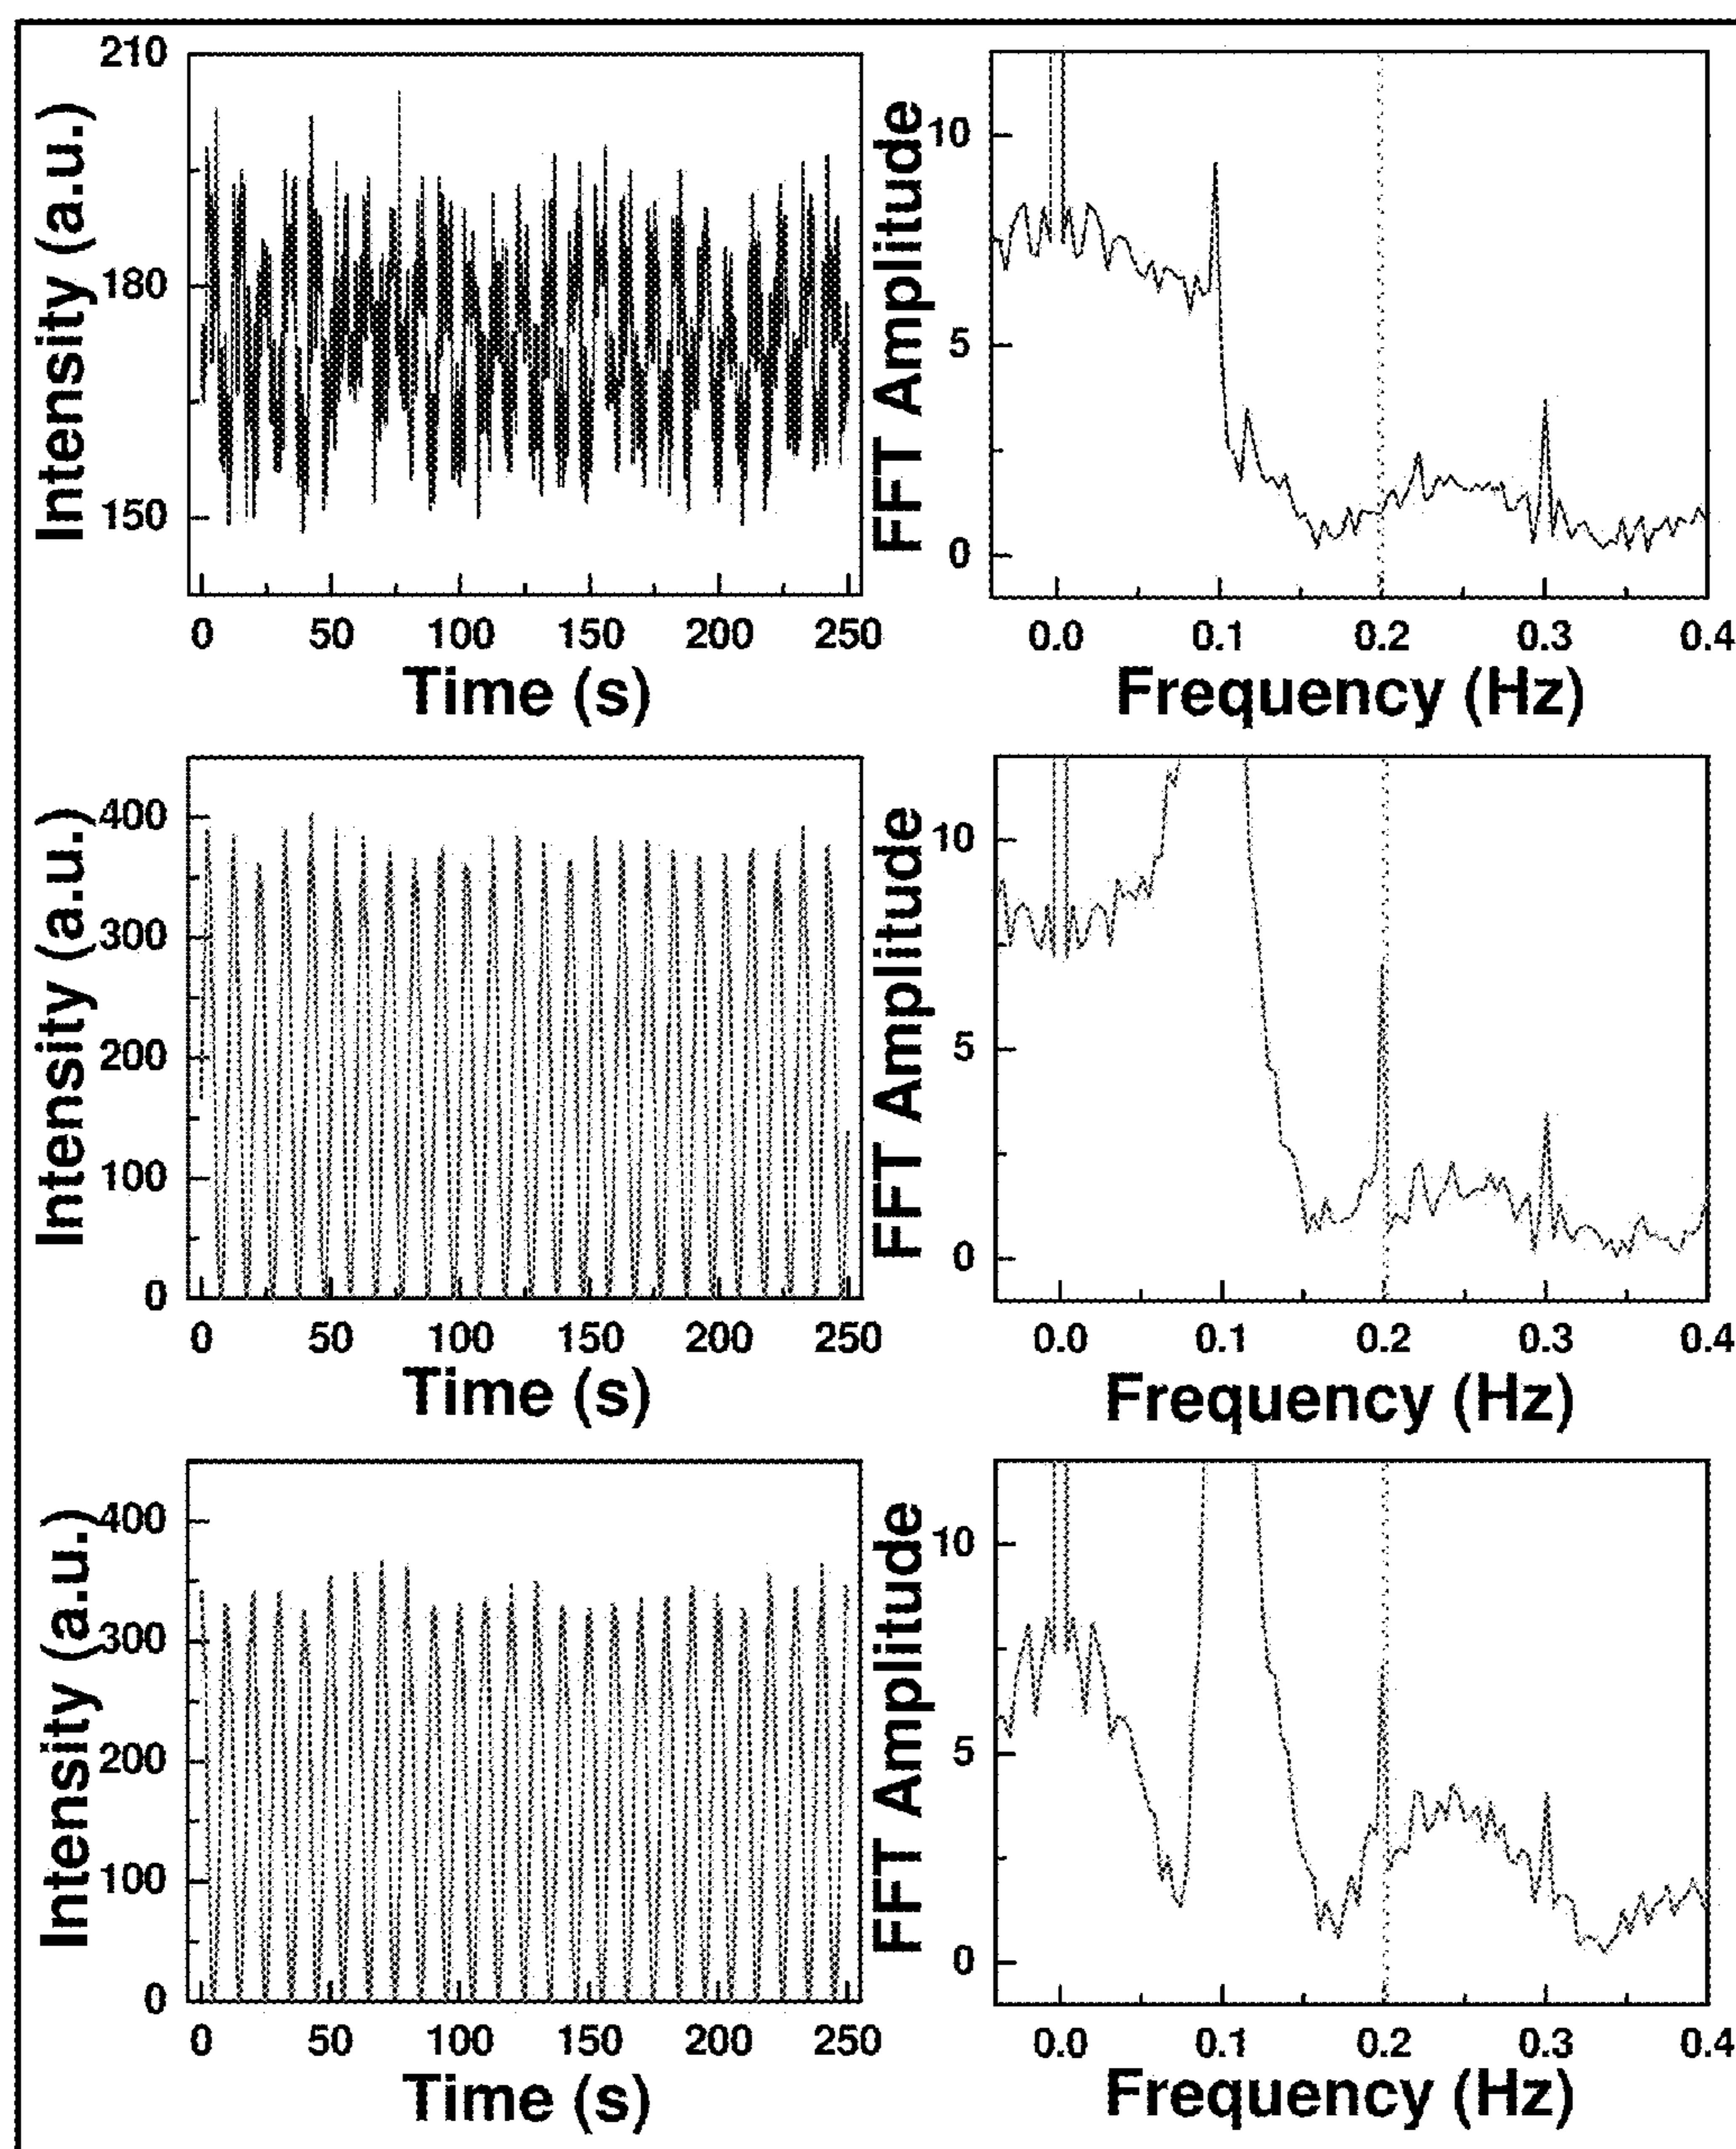 210
180
150
Intensity (a.u.)
0 50 100 150 200 250
Time (s)
10
5
0
FFT Amplitude
0.0 0.1 0.2 0.3 0.4
Frequency (Hz)
400
300
200
100
0
Intensity (a.u.)
0 50 100 150 200 250
Time (s)
10
5
0
FFT Amplitude
0.0 0.1 0.2 0.3 0.4
Frequency (Hz)
400
300
200
100
0
Intensity (a.u.)
0 50 100 150 200 250
Time (s)
10
5
0
FFT Amplitude
0.0 0.1 0.2 0.3 0.4
Frequency (Hz)